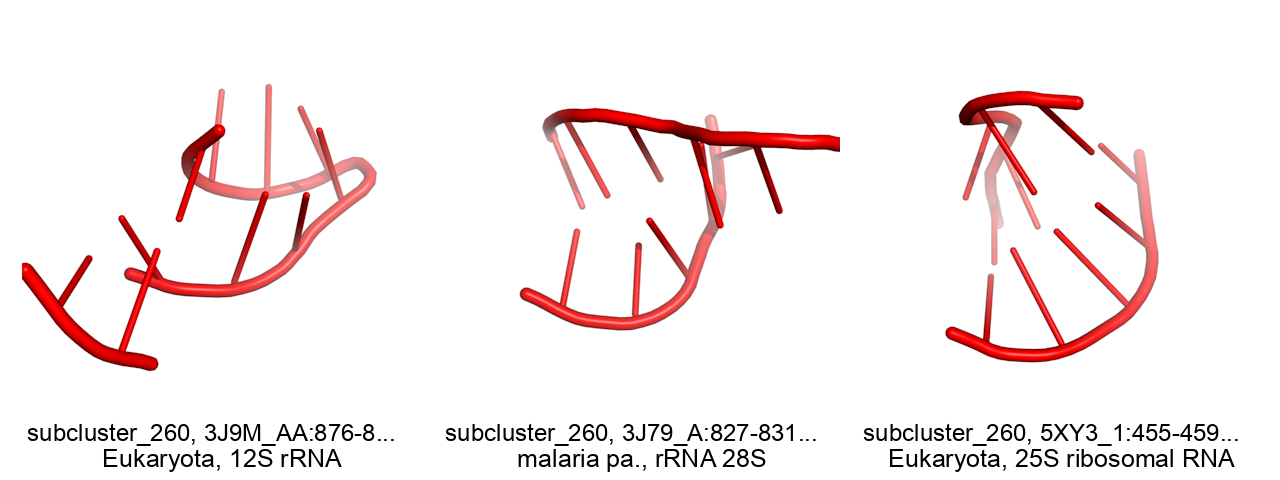 subcluster_260, 3J9M_AA:876-8...
Eukaryota, 12S rRNA
subcluster_260, 3J79_A:827-831...
malaria pa., rRNA 28S
subcluster_260, 5XY3_1:455-459...
Eukaryota, 25S ribosomal RNA